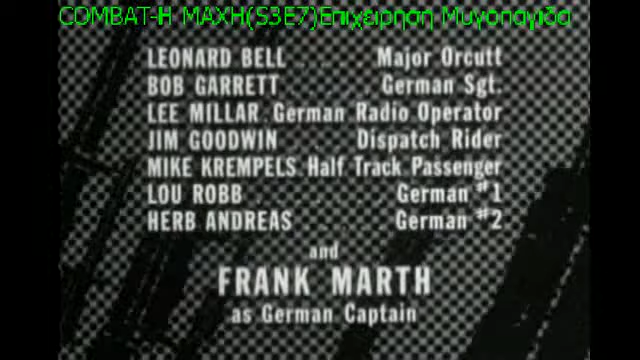 COMBAT-Η ΜΑΧΗ(S3E7)Επιχειρηση Μυγοπαγιδα
LEONARD BELL . . . Major Orcutt
BOB GARRETT . . . German Sgt.
LEE MILLAR . German Radio Operator
JIM GOODWIN . . Dispatch Rider
MIKE KREMPELS . Half Track Passenger
LOU ROBB . . . . . German #1
HERB ANDREAS . . . German #2
and
FRANK MARTH
as German Captain